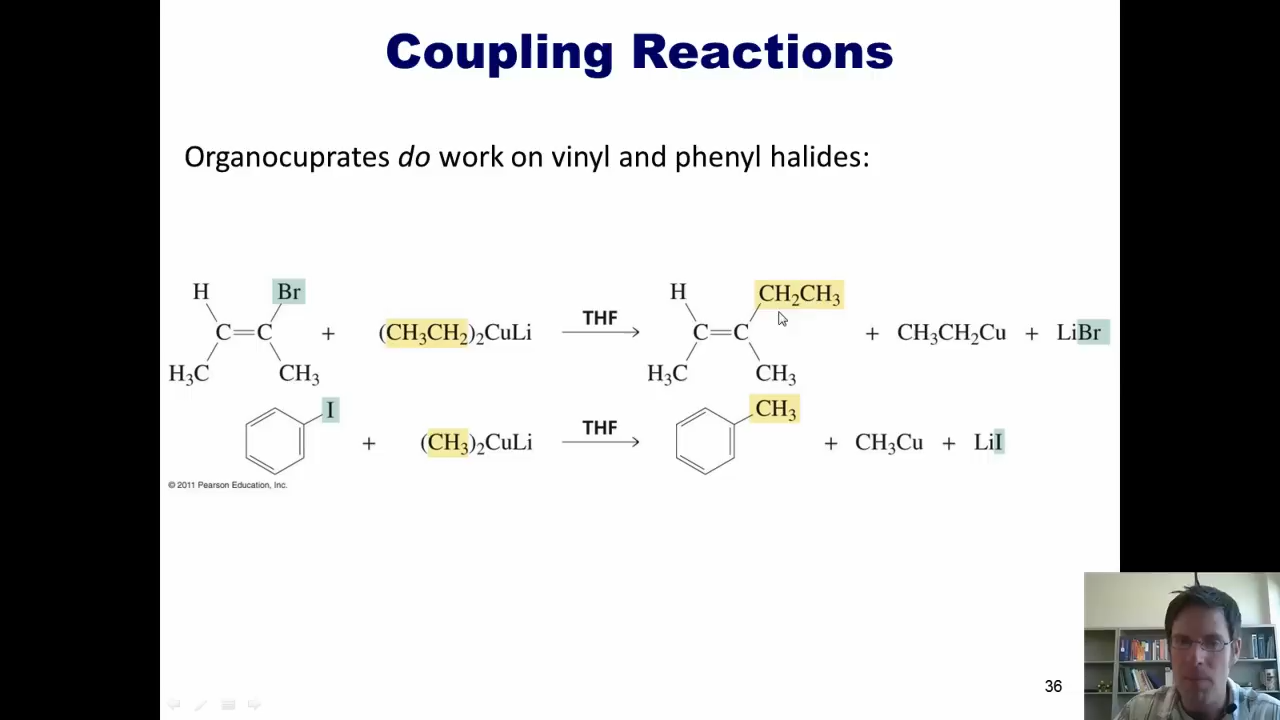 Coupling Reactions
Organocuprates do work on vinyl and phenyl halides:
H Br CH₂CH₃ H
C=C + (CH₃CH₂)₂CuLi THF C=C + CH₃CH₂Cu + LiBr
H₃C CH₃ H₃C CH₃
I + (CH₃)₂CuLi THF CH₃ + CH₃Cu + LiI
© 2011 Pearson Education, Inc.
36